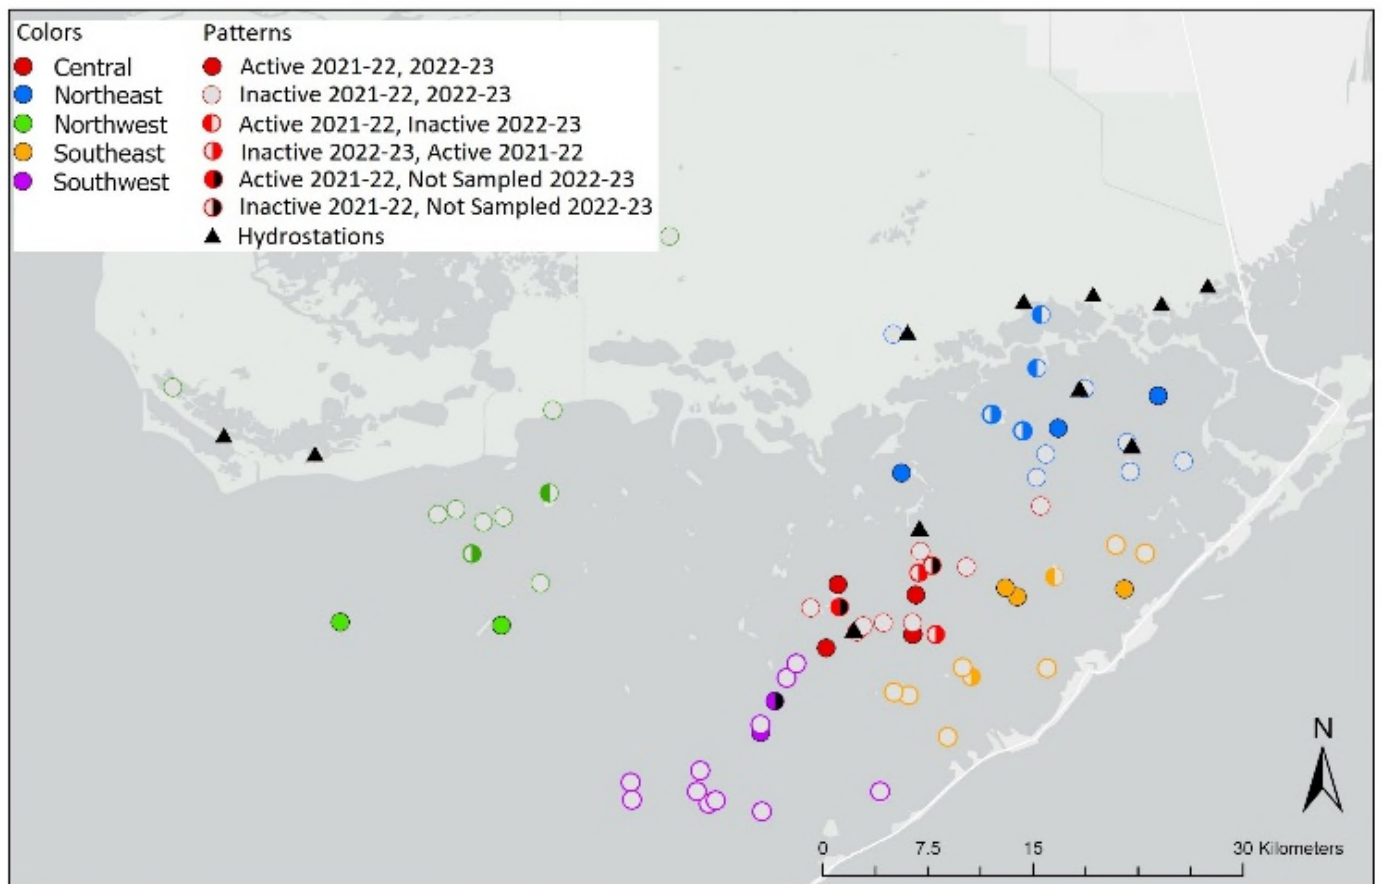 Colors
Patterns
Central
Active 2021-22, 2022-23
Northeast
Inactive 2021-22, 2022-23
Northwest
Active 2021-22, Inactive 2022-23
Southeast
Inactive 2022-23, Active 2021-22
Southwest
Active 2021-22, Not Sampled 2022-23
Inactive 2021-22, Not Sampled 2022-23
Hydrostations
N
0 7.5 15 30 Kilometers